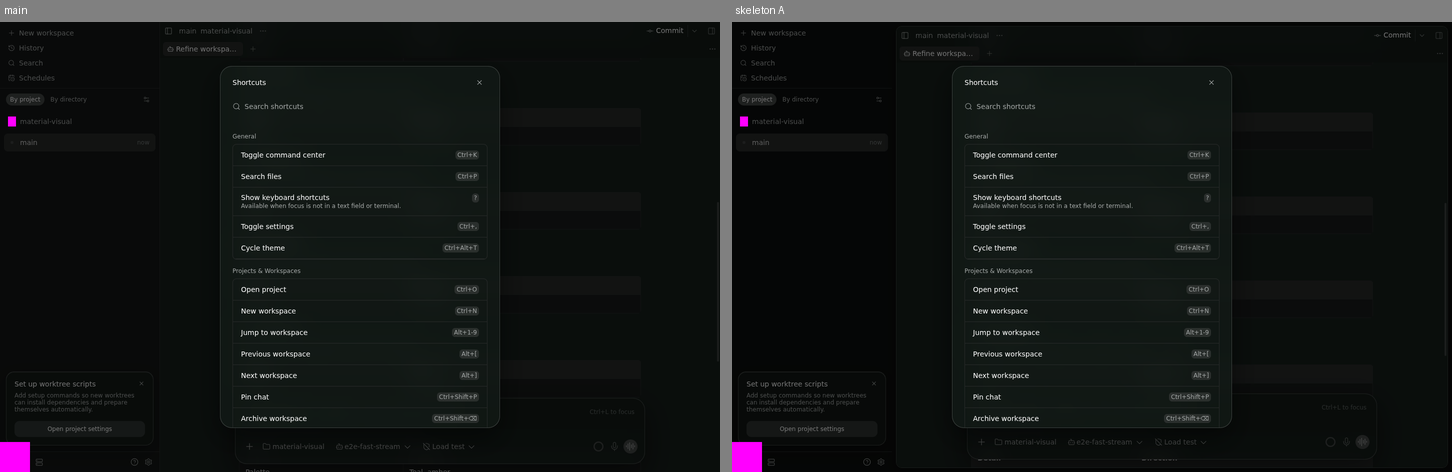 main
New workspace
History
Search
Schedules
By project By directory
material-visual
main now
main material-visual
Commit
Refine workspa...
Shortcuts
Search shortcuts
General
Toggle command center Ctrl+K
Search files Ctrl+P
Show keyboard shortcuts ?
Available when focus is not in a text field or terminal.
Toggle settings Ctrl+,
Cycle theme Ctrl+Alt+T
Projects & Workspaces
Open project Ctrl+O
New workspace Ctrl+N
Jump to workspace Alt+1-9
Previous workspace Alt+[
Next workspace Alt+]
Pin chat Ctrl+Shift+P
Archive workspace Ctrl+Shift+⌫
Set up worktree scripts
Add setup commands so new worktrees
can install dependencies and prepare
themselves automatically.
Open project settings
Ctrl+L to focus
material-visual e2e-fast-stream Load test
skeleton A
New workspace
History
Search
Schedules
By project By directory
material-visual
main now
main material-visual
Commit
Refine workspa...
Shortcuts
Search shortcuts
General
Toggle command center Ctrl+K
Search files Ctrl+P
Show keyboard shortcuts ?
Available when focus is not in a text field or terminal.
Toggle settings Ctrl+,
Cycle theme Ctrl+Alt+T
Projects & Workspaces
Open project Ctrl+O
New workspace Ctrl+N
Jump to workspace Alt+1-9
Previous workspace Alt+[
Next workspace Alt+]
Pin chat Ctrl+Shift+P
Archive workspace Ctrl+Shift+⌫
Set up worktree scripts
Add setup commands so new worktrees
can install dependencies and prepare
themselves automatically.
Open project settings
Ctrl+L to focus
material-visual e2e-fast-stream Load test